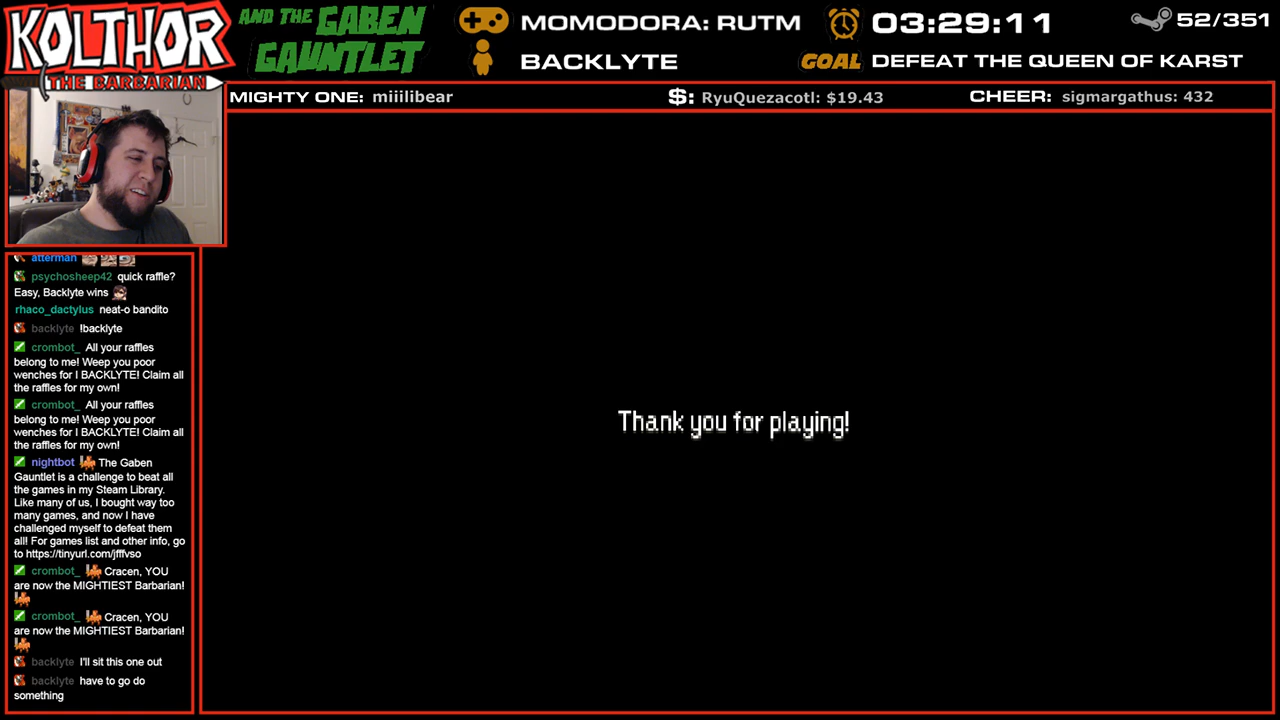 KOLTHOR
THE BARBARIAN
AND THE GABEN
GAUNTLET
MOMODORA: RUTM
BACKLYTE
03:29:11
52/351
GOAL DEFEAT THE QUEEN OF KARST
MIGHTY ONE: miiilibear
$: RyuQuezacotl: $19.43
CHEER: sigmargathus: 432
atterman
psychosheep42 quick raffle?
Easy, Backlyte wins
rhaco_dactylus neat-o bandito
backlyte !backlyte
crombot_ All your raffles
belong to me! Weep you poor
wenches for I BACKLYTE! Claim all
the raffles for my own!
crombot_ All your raffles
belong to me! Weep you poor
wenches for I BACKLYTE! Claim all
the raffles for my own!
nightbot The Gaben
Gauntlet is a challenge to beat all
the games in my Steam Library.
Like many of us, I bought way too
many games, and now I have
challenged myself to defeat them
all! For games list and other info, go
to https://tinyurl.com/jfffvso
crombot_ Cracen, YOU
are now the MIGHTIEST Barbarian!
crombot_ Cracen, YOU
are now the MIGHTIEST Barbarian!
backlyte I'll sit this one out
backlyte have to go do
something
Thank you for playing!